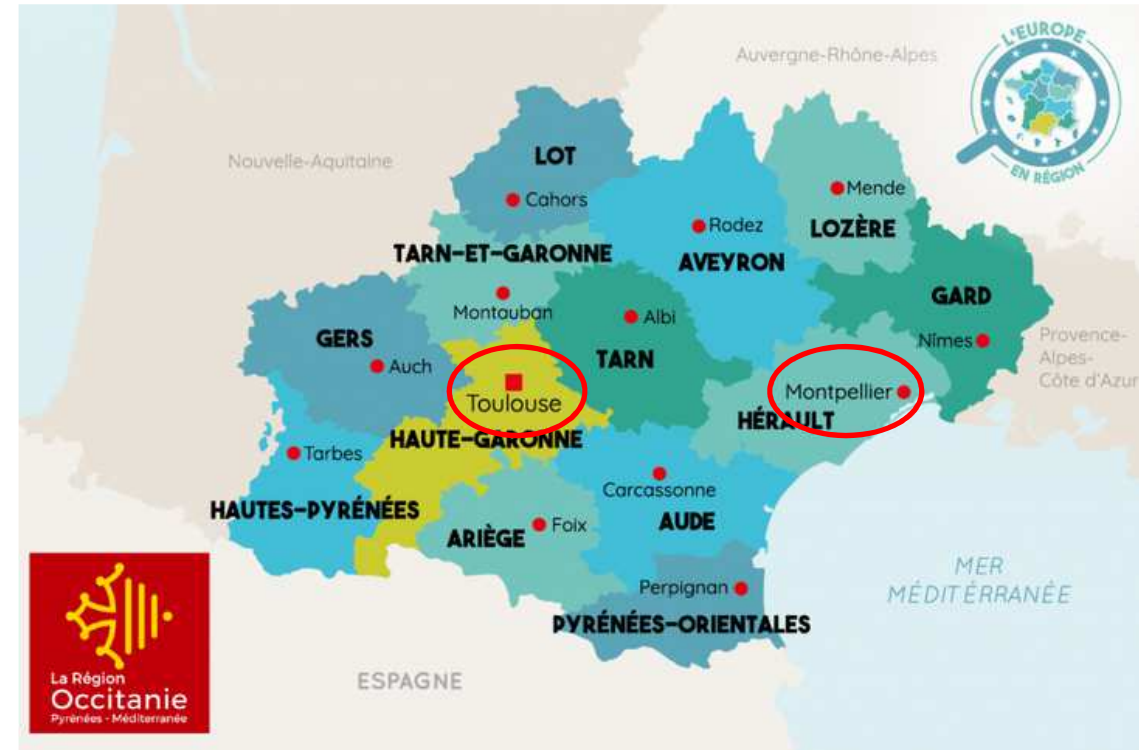 L'EUROPE
EN RÉGION
Auvergne-Rhône-Alpes
Nouvelle-Aquitaine
LOT
Cahors
Mende
LOZÈRE
Rodez
AVEYRON
TARN-ET-GARONNE
Montauban
GARD
Nîmes
Provence-
Alpes-
Côte d'Azur
Albi
TARN
GERS
Auch
Toulouse
HAUTE-GARONNE
Montpellier
HÉRAULT
Tarbes
HAUTES-PYRÉNÉES
Carcassonne
AUDE
Foix
ARIÈGE
Perpignan
PYRÉNÉES-ORIENTALES
MER
MÉDITÉRRANÉE
ESPAGNE
La Région
Occitanie
Pyrénées - Méditerranée